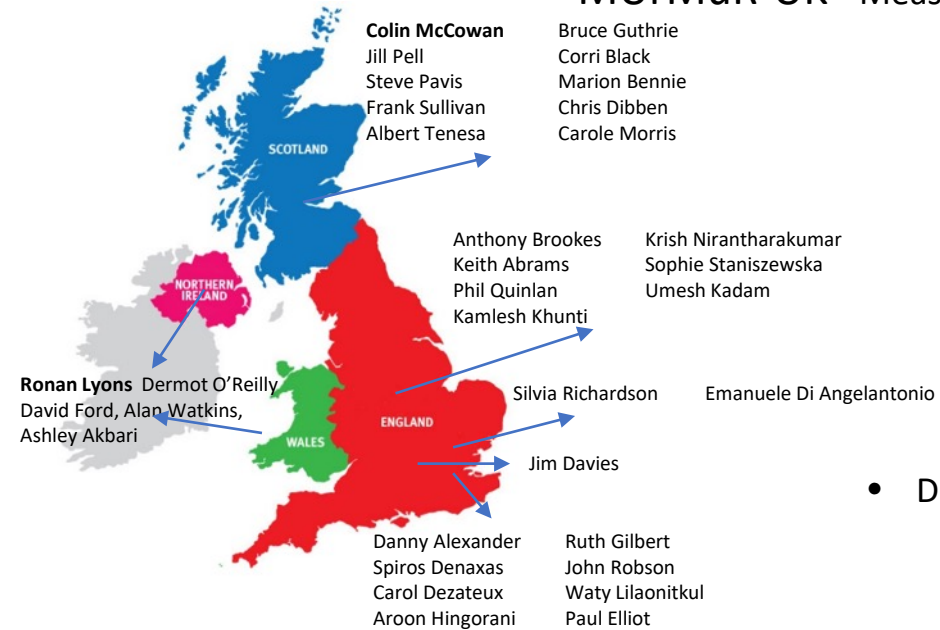 Colin McCowan Bruce Guthrie
Jill Pell Corri Black
Steve Pavis Marion Bennie
Frank Sullivan Chris Dibben
Albert Tenesa Carole Morris
SCOTLAND
Anthony Brookes Krish Nirantharakumar
Keith Abrams Sophie Staniszewska
Phil Quinlan Umesh Kadam
Kamlesh Khunti
NORTHERN
IRELAND
Ronan Lyons Dermot O’Reilly
David Ford, Alan Watkins,
Ashley Akbari
Silvia Richardson Emanuele Di Angelantonio
ENGLAND
WALES
Jim Davies
• D
Danny Alexander Ruth Gilbert
Spiros Denaxas John Robson
Carol Dezateux Waty Lilaonitkul
Aroon Hingorani Paul Elliot